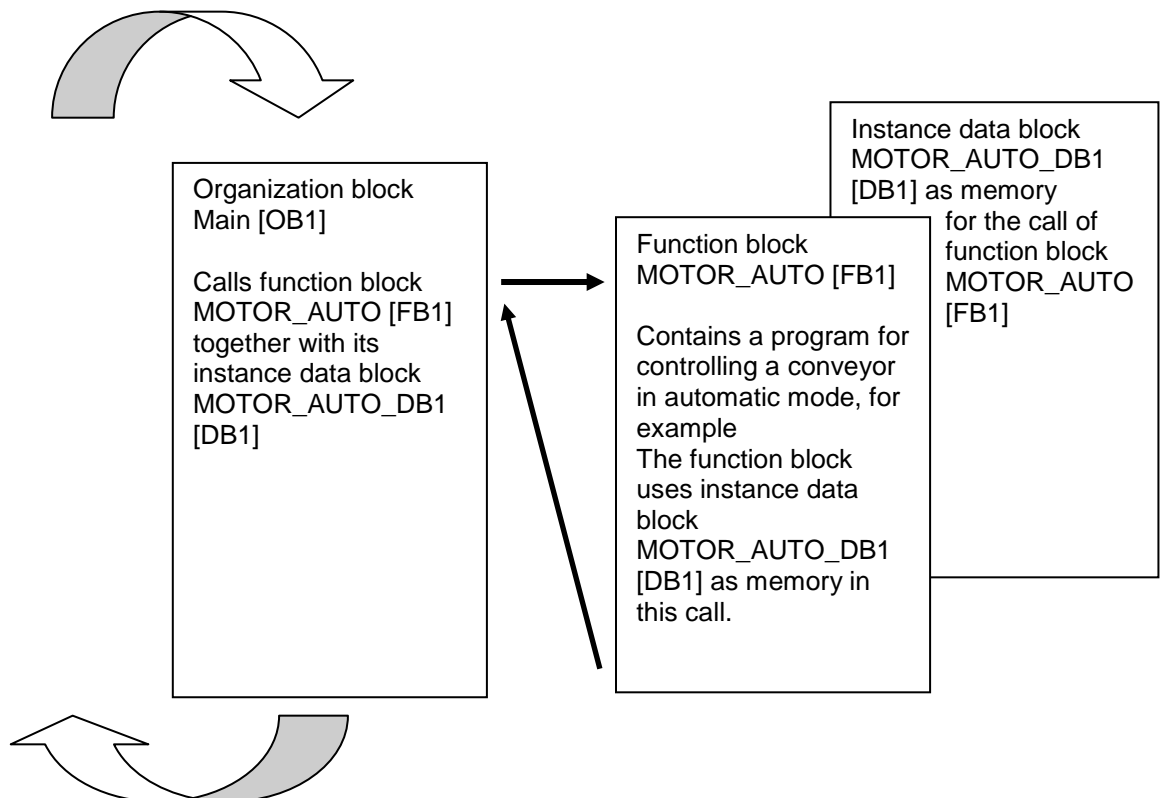 Organization block
Main [OB1]
Calls function block
MOTOR_AUTO [FB1]
together with its
instance data block
MOTOR_AUTO_DB1
[DB1]
Function block
MOTOR_AUTO [FB1]
Contains a program for
controlling a conveyor
in automatic mode, for
example
The function block
uses instance data
block
MOTOR_AUTO_DB1
[DB1] as memory in
this call.
Instance data block
MOTOR_AUTO_DB1
[DB1] as memory
for the call of
function block
MOTOR_AUTO
[FB1]